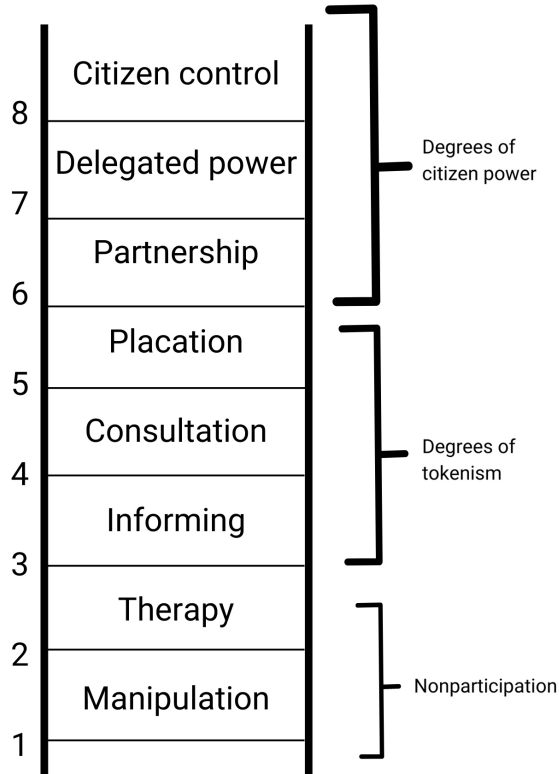 Citizen control
8
Delegated power
7
Partnership
6
Placation
5
Consultation
4
Informing
3
Therapy
2
Manipulation
1
Degrees of
citizen power
Degrees of
tokenism
Nonparticipation